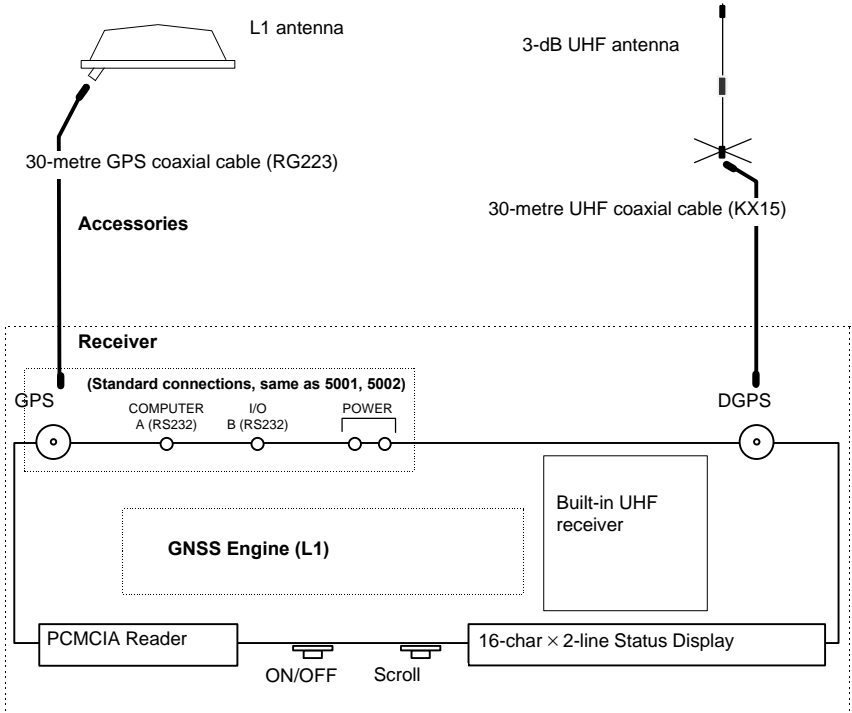 L1 antenna
3-dB UHF antenna
30-metre GPS coaxial cable (RG223)
30-metre UHF coaxial cable (KX15)
Accessories
Receiver
(Standard connections, same as 5001, 5002)
GPS
DGPS
COMPUTER
A (RS232)
I/O
B (RS232)
POWER
Built-in UHF
receiver
GNSS Engine (L1)
PCMCIA Reader
16-char × 2-line Status Display
ON/OFF
Scroll